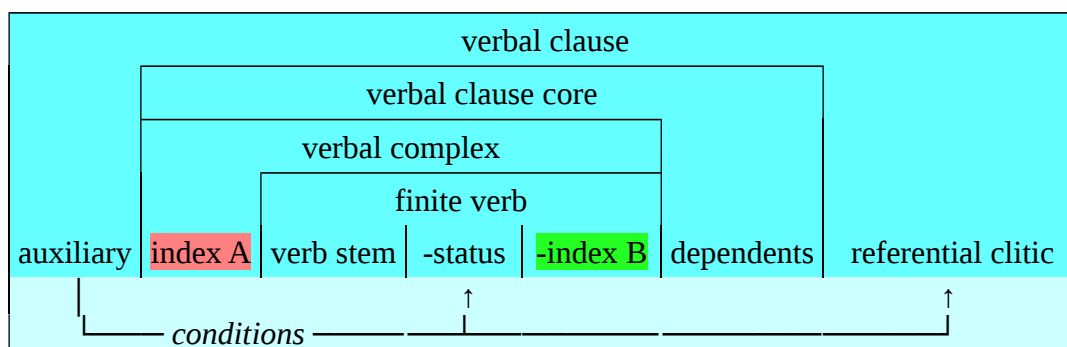 verbal clause
verbal clause core
verbal complex
finite verb
auxiliary index A verb stem -status -index B dependents referential clitic
conditions